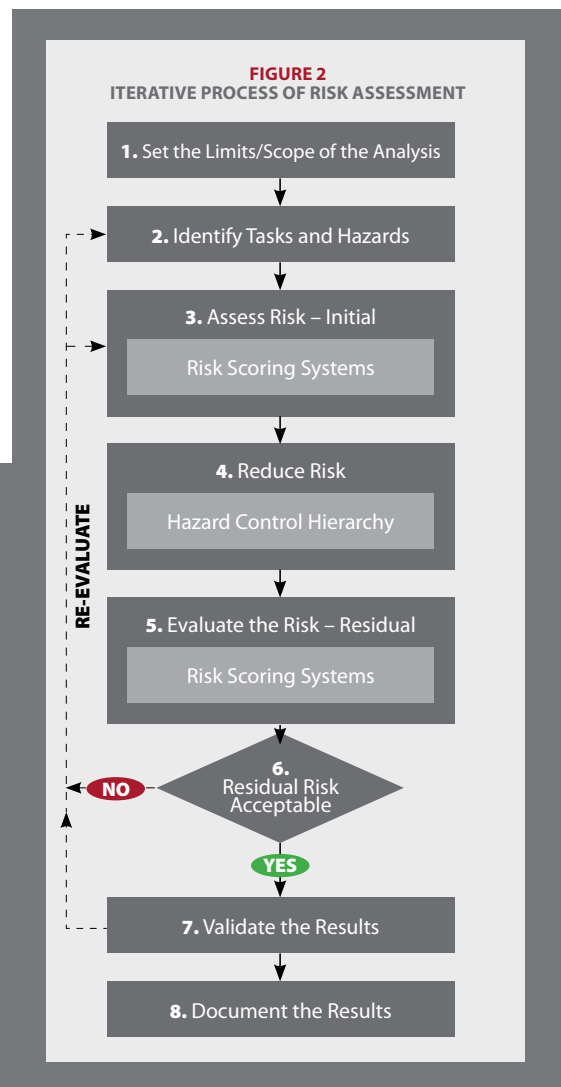 FIGURE 2
ITERATIVE PROCESS OF RISK ASSESSMENT
1. Set the Limits/Scope of the Analysis
2. Identify Tasks and Hazards
3. Assess Risk – Initial
Risk Scoring Systems
4. Reduce Risk
Hazard Control Hierarchy
RE-EVALUATE
5. Evaluate the Risk – Residual
Risk Scoring Systems
6.
Residual Risk
Acceptable
NO
YES
7. Validate the Results
8. Document the Results